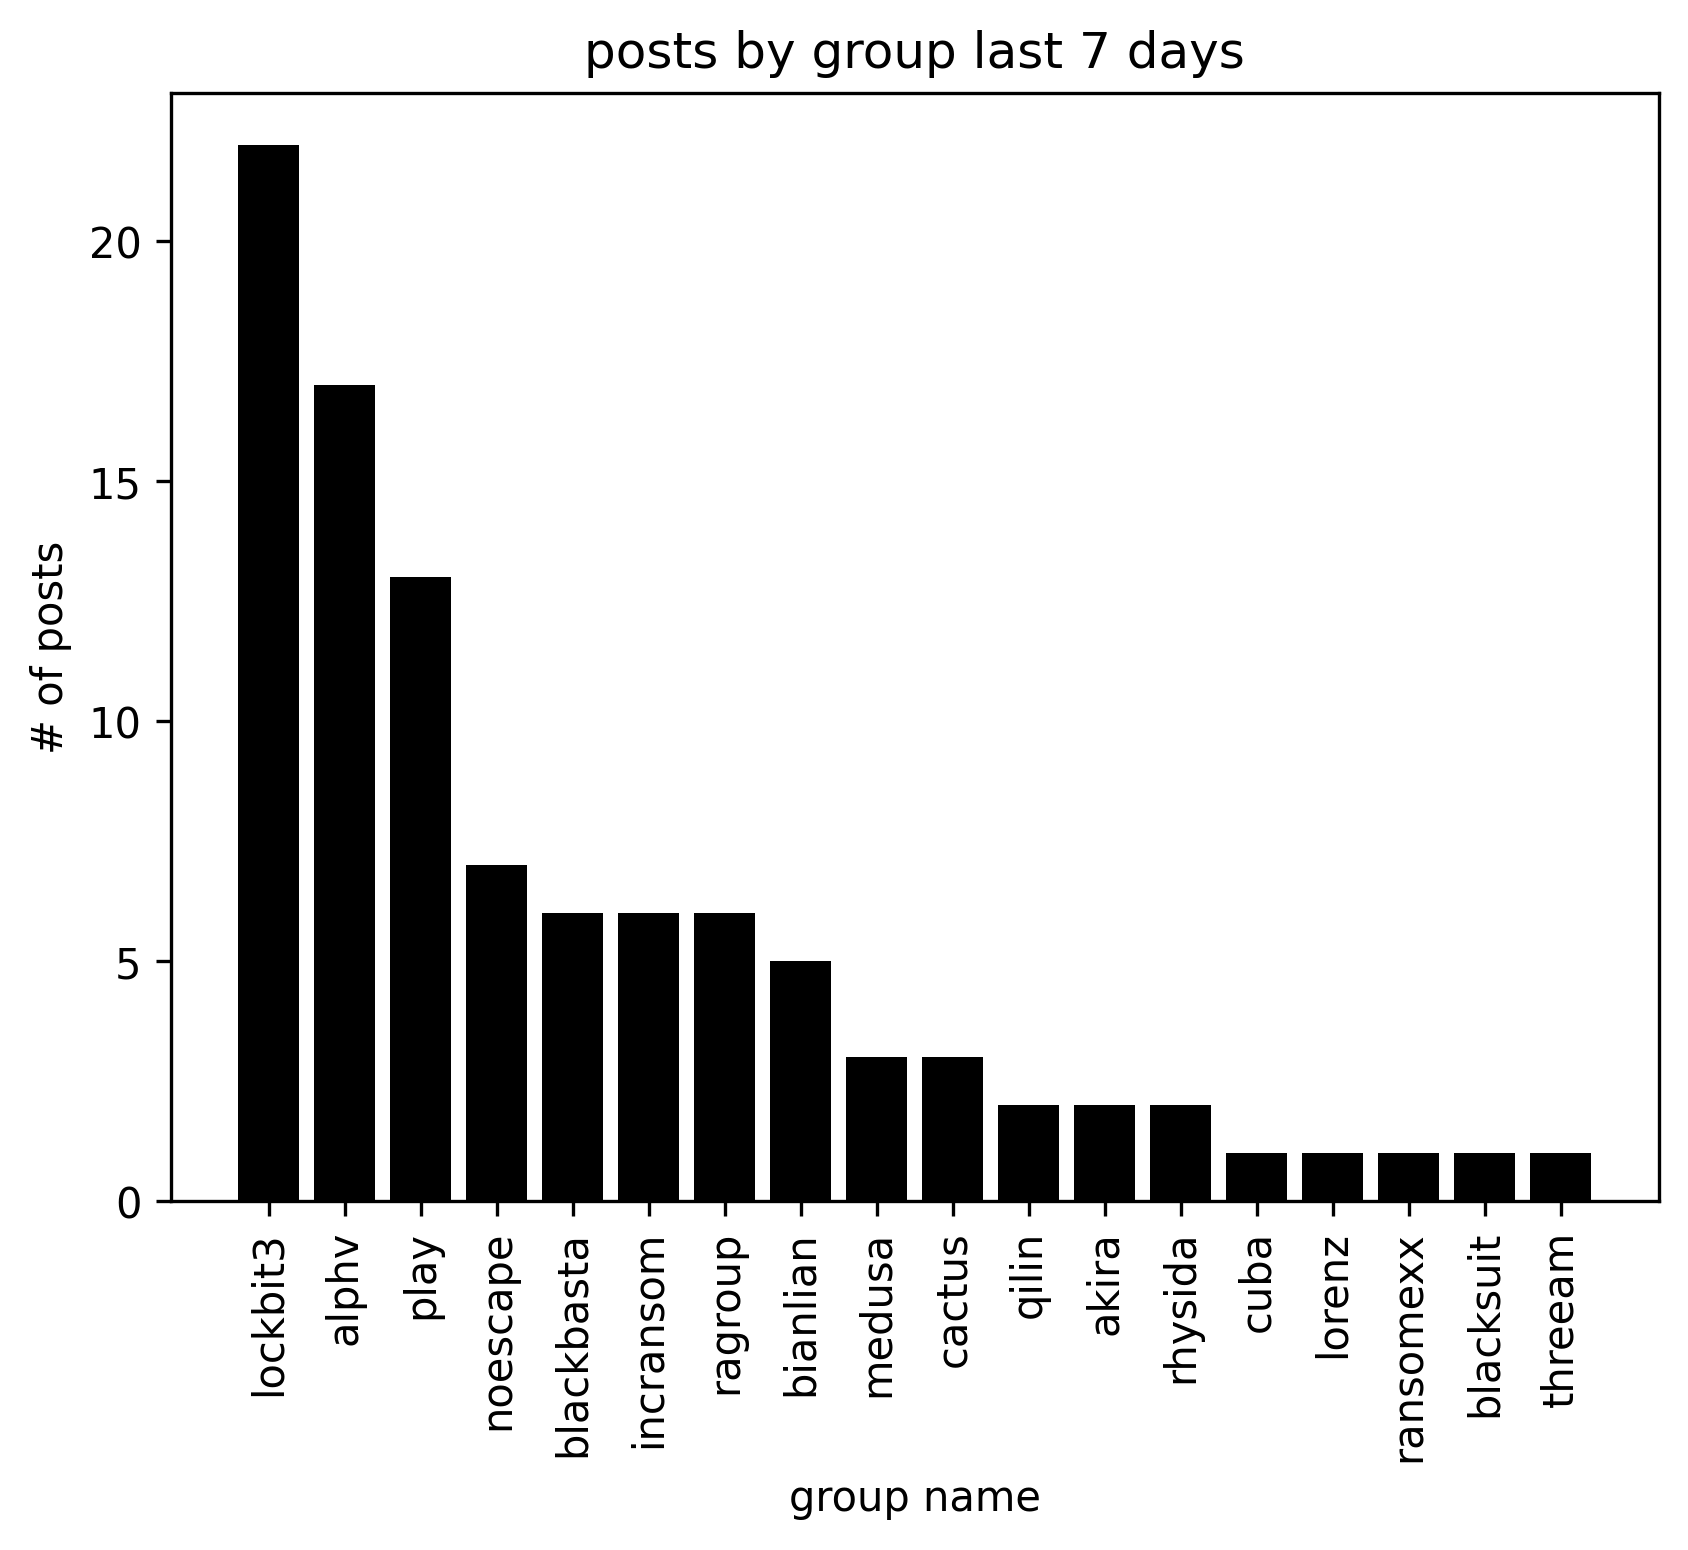 posts by group last 7 days
# of posts
20
15
10
5
0
lockbit3
alphv
play
noescape
blackbasta
incransom
ragroup
bianlian
medusa
cactus
qilin
akira
rhysida
cuba
lorenz
ransomexx
blacksuit
threeam
group name